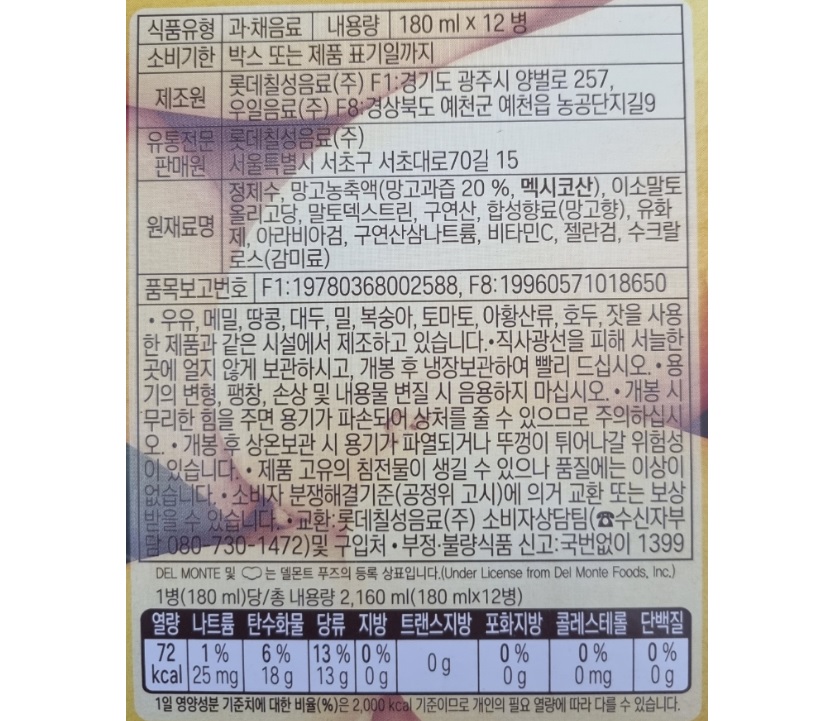 식품유형 과·채음료 내용량 180 ml x 12 병
소비기한 박스 또는 제품 표기일까지
제조원 롯데칠성음료(주) F1:경기도 광주시 양벌로 257,
우일음료(주) F8:경상북도 예천군 예천읍 농공단지길9
유통전문 롯데칠성음료(주)
판매원 서울특별시 서초구 서초대로70길 15
정제수, 망고농축액(망고과즙 20 %, 멕시코산), 이소말토
원재료명 올리고당, 말토덱스트린, 구연산, 합성향료(망고향), 유화
제, 아라비아검, 구연산삼나트륨, 비타민C, 젤란검, 수크랄
로스(감미료)
품목보고번호 F1:19780368002588, F8:19960571018650
• 우유, 메밀, 땅콩, 대두, 밀, 복숭아, 토마토, 아황산류, 호두, 잣을 사용
한 제품과 같은 시설에서 제조하고 있습니다.•직사광선을 피해 서늘한
곳에 얼지 않게 보관하시고, 개봉 후 냉장보관하여 빨리 드십시오.•용
기의 변형, 팽창, 손상 및 내용물 변질 시 음용하지 마십시오.•개봉 시
무리한 힘을 주면 용기가 파손되어 상처를 줄 수 있으므로 주의하십시
오. • 개봉 후 상온보관 시 용기가 파열되거나 뚜껑이 튀어나갈 위험성
이 있습니다. • 제품 고유의 침전물이 생길 수 있으나 품질에는 이상이
없습니다. • 소비자 분쟁해결기준(공정위 고시)에 의거 교환 또는 보상
받을 수 있습니다. •교환:롯데칠성음료(주) 소비자상담팀(☎수신자부
담 080-730-1472)및 구입처 • 부정·불량식품 신고:국번없이 1399
DEL MONTE 및 는 델몬트 푸즈의 등록 상표입니다.(Under License from Del Monte Foods, Inc.)
1병(180 ml)당/총 내용량 2,160 ml(180 mlx12병)
열량 나트륨 탄수화물 당류 지방 트랜스지방 포화지방 콜레스테롤 단백질
72 1 % 6 % 13 % 0 % 0 g 0 % 0 % 0 %
kcal 25 mg 18 g 13 g 0 g 0 g 0 mg 0 g
1일 영양성분 기준치에 대한 비율(%)은 2,000 kcal 기준이므로 개인의 필요 열량에 따라 다를 수 있습니다.